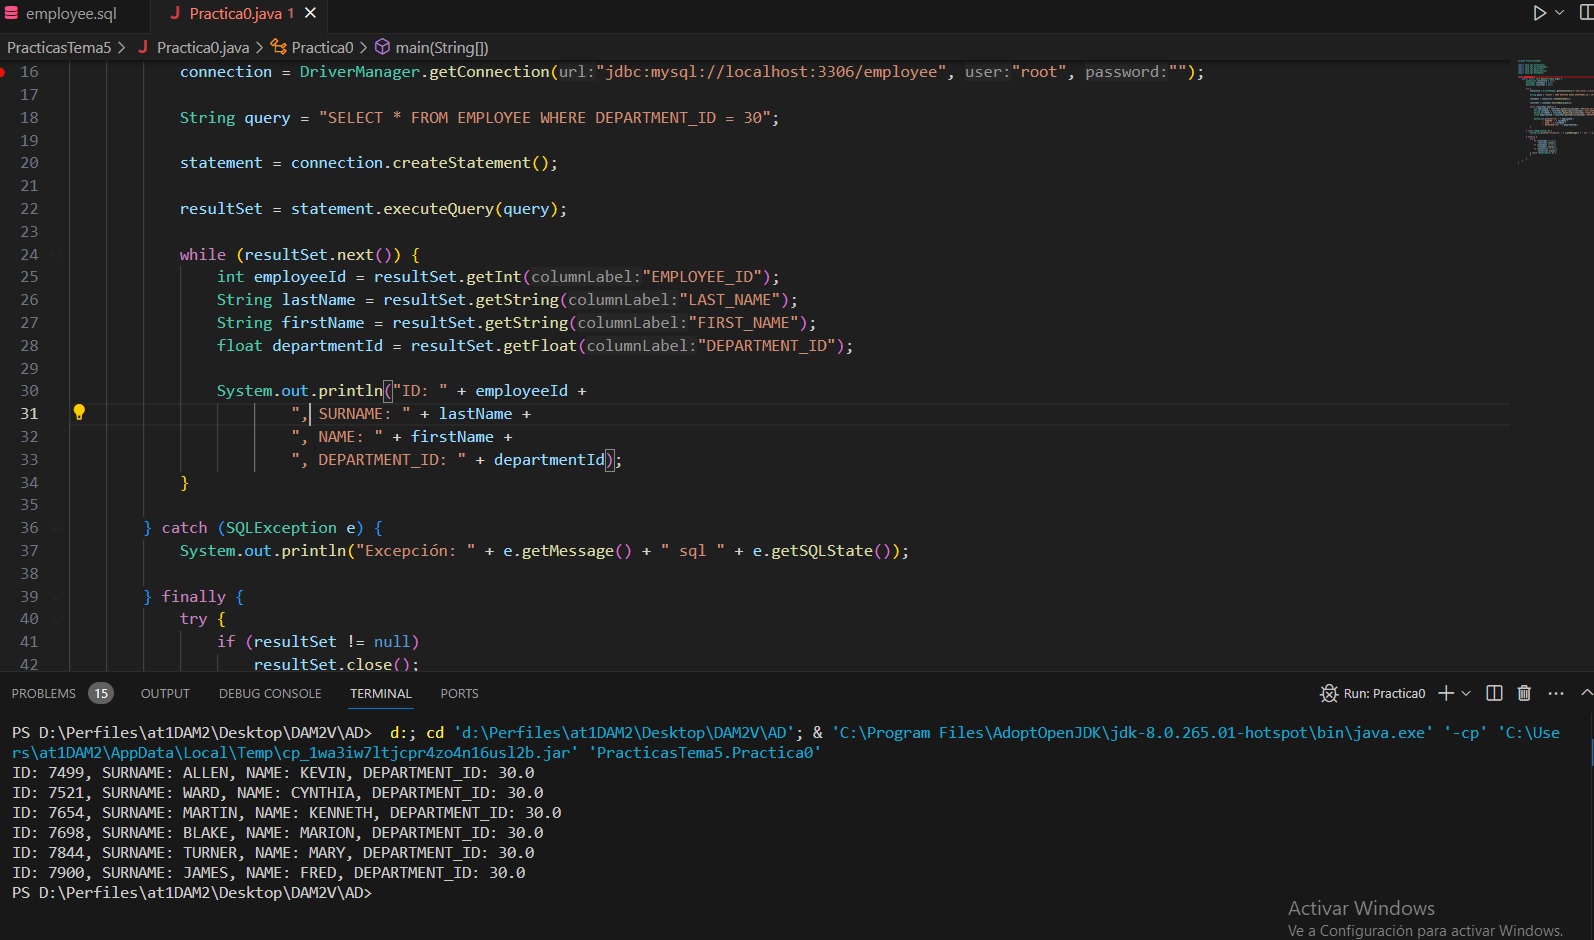 employee.sql
Practica0.java 1
PracticasTema5 > Practica0.java > Practica0 > main(String[])
16 connection = DriverManager.getConnection(url:"jdbc:mysql://localhost:3306/employee", user:"root", password:"");
17
18 String query = "SELECT * FROM EMPLOYEE WHERE DEPARTMENT_ID = 30";
19
20 statement = connection.createStatement();
21
22 resultSet = statement.executeQuery(query);
23
24 while (resultSet.next()) {
25 int employeeId = resultSet.getInt(columnLabel:"EMPLOYEE_ID");
26 String lastName = resultSet.getString(columnLabel:"LAST_NAME");
27 String firstName = resultSet.getString(columnLabel:"FIRST_NAME");
28 float departmentId = resultSet.getFloat(columnLabel:"DEPARTMENT_ID");
29
30 System.out.println("ID: " + employeeId +
31 ", SURNAME: " + lastName +
32 ", NAME: " + firstName +
33 ", DEPARTMENT_ID: " + departmentId);
34 }
35
36 } catch (SQLException e) {
37 System.out.println("Excepción: " + e.getMessage() + " sql " + e.getSQLState());
38
39 } finally {
40 try {
41 if (resultSet != null)
42 resultSet.close();
PROBLEMS 15 OUTPUT DEBUG CONSOLE TERMINAL PORTS
Run: Practica0
PS D:\Perfiles\at1DAM2\Desktop\DAM2V\AD> d:; cd 'd:\Perfiles\at1DAM2\Desktop\DAM2V\AD'; & 'C:\Program Files\AdoptOpenJDK\jdk-8.0.265.01-hotspot\bin\java.exe' '-cp' 'C:\Use
rs\at1DAM2\AppData\Local\Temp\cp_1wa3iw7ltjcpr4zo4n16usl2b.jar' 'PracticasTema5.Practica0'
ID: 7499, SURNAME: ALLEN, NAME: KEVIN, DEPARTMENT_ID: 30.0
ID: 7521, SURNAME: WARD, NAME: CYNTHIA, DEPARTMENT_ID: 30.0
ID: 7654, SURNAME: MARTIN, NAME: KENNETH, DEPARTMENT_ID: 30.0
ID: 7698, SURNAME: BLAKE, NAME: MARION, DEPARTMENT_ID: 30.0
ID: 7844, SURNAME: TURNER, NAME: MARY, DEPARTMENT_ID: 30.0
ID: 7900, SURNAME: JAMES, NAME: FRED, DEPARTMENT_ID: 30.0
PS D:\Perfiles\at1DAM2\Desktop\DAM2V\AD>
Activar Windows
Ve a Configuración para activar Windows.